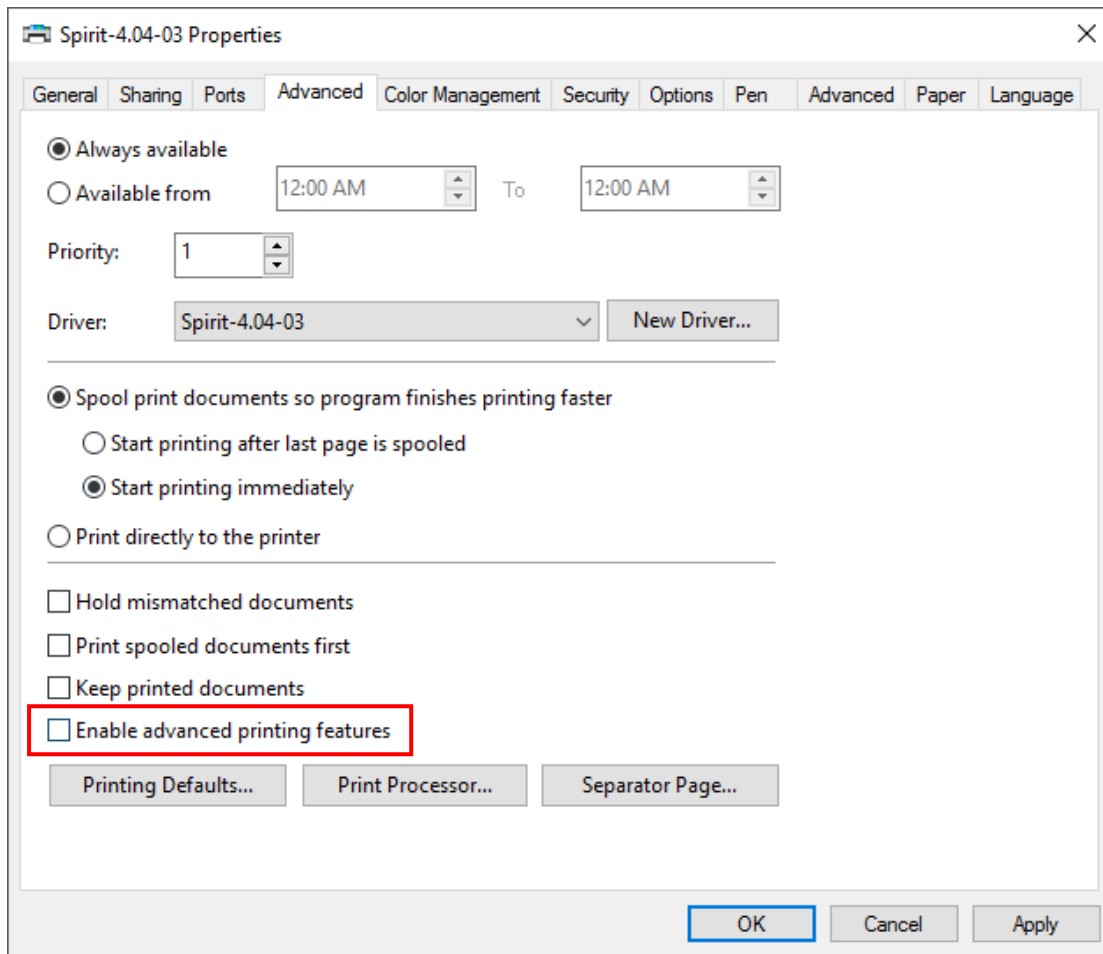 Spirit-4.04-03 Properties
General Sharing Ports Advanced Color Management Security Options Pen Advanced Paper Language
Always available
Available from 12:00 AM To 12:00 AM
Priority: 1
Driver: Spirit-4.04-03 New Driver...
Spool print documents so program finishes printing faster
Start printing after last page is spooled
Start printing immediately
Print directly to the printer
Hold mismatched documents
Print spooled documents first
Keep printed documents
Enable advanced printing features
Printing Defaults... Print Processor... Separator Page...
OK Cancel Apply